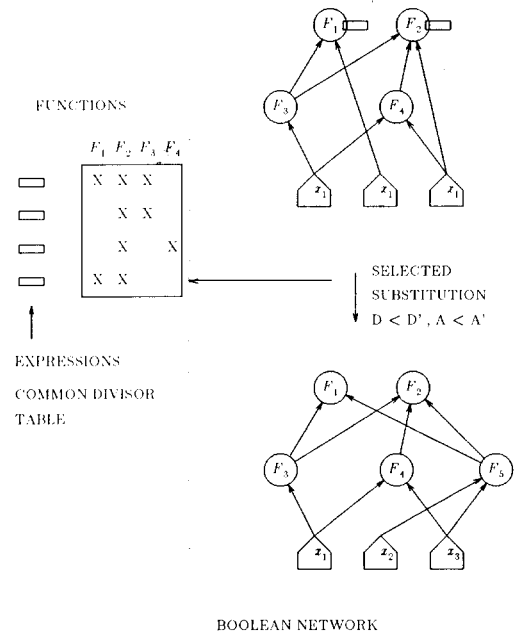 F1 F2
FUNCTIONS
F3 F4
F1 F2 F3 F4
X X X
X X
X X
X X
x1 x1 x1
SELECTED
SUBSTITUTION
D < D' , A < A'
EXPRESSIONS
COMMON DIVISOR
TABLE
F1 F2
F3 F4 F5
x1 x2 x3
BOOLEAN NETWORK